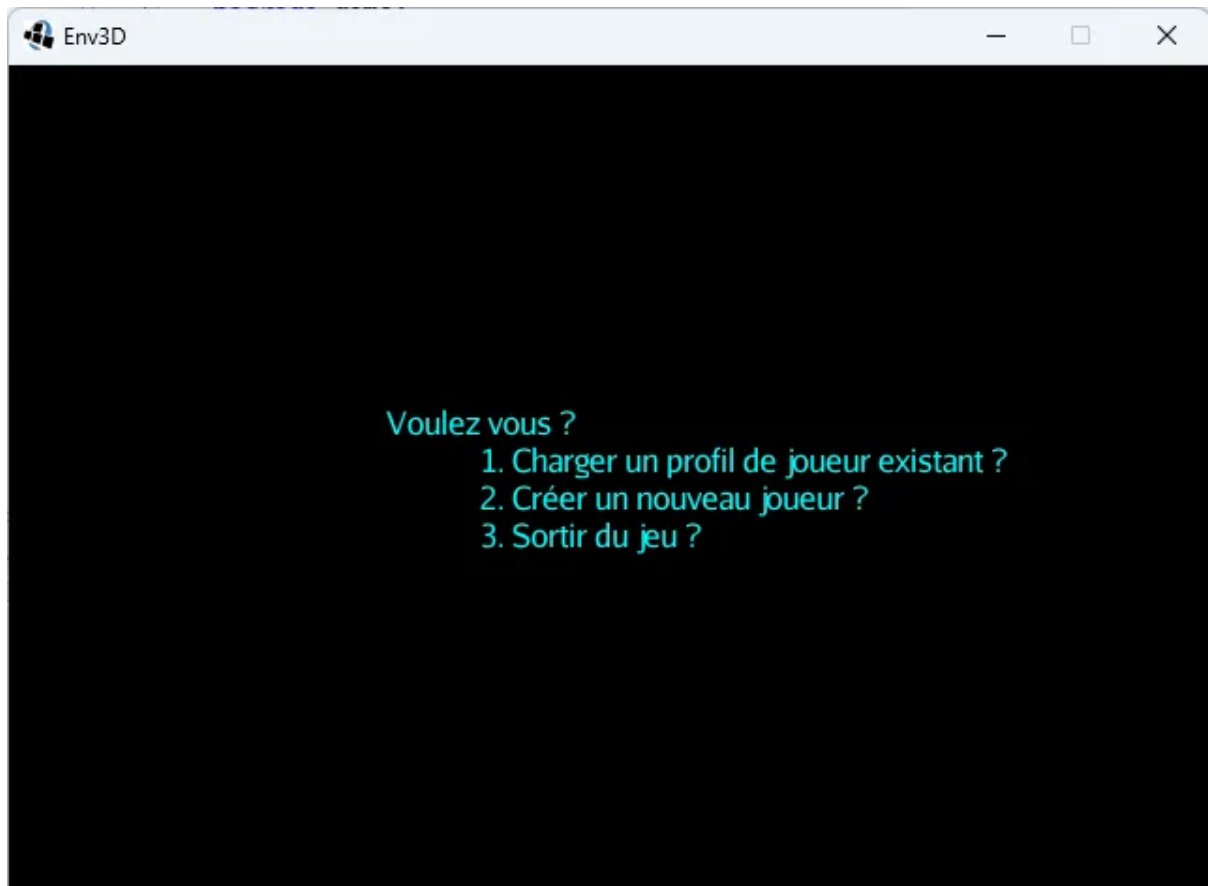 Env3D
Voulez vous ?
1. Charger un profil de joueur existant ?
2. Créer un nouveau joueur ?
3. Sortir du jeu ?